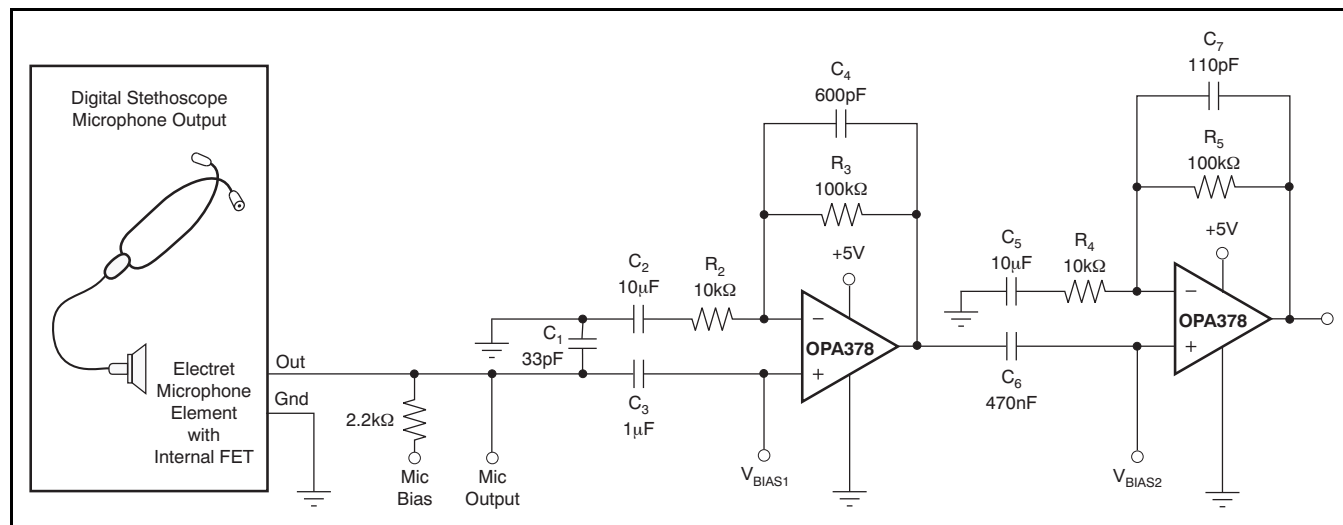 Digital Stethoscope
Microphone Output
Electret
Microphone
Element
with
Internal FET
Out
Gnd
2.2kΩ
Mic
Bias
Mic
Output
C1
33pF
C2
10μF
R2
10kΩ
C3
1μF
VBIAS1
C4
600pF
R3
100kΩ
+5V
−
OPA378
+
C5
10μF
R4
10kΩ
C6
470nF
VBIAS2
C7
110pF
R5
100kΩ
+5V
−
OPA378
+